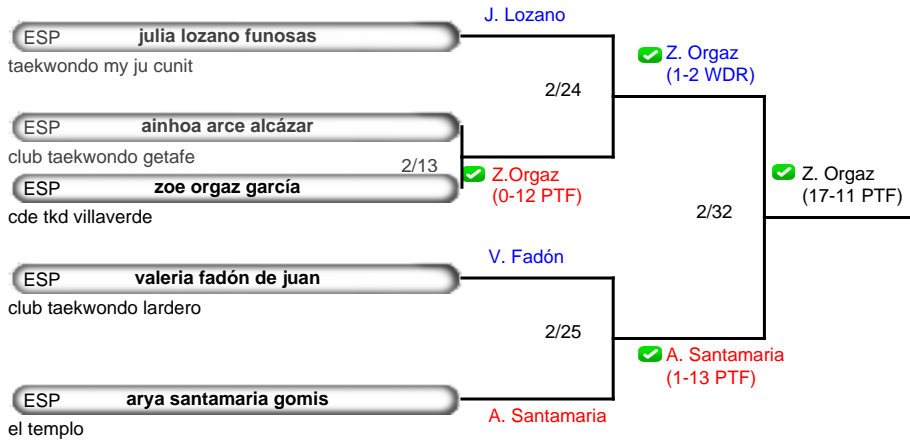 J. Lozano
ESP julia lozano funosas
taekwondo my ju cunit
Z. Orgaz
(1-2 WDR)
2/24
ESP ainhoa arce alcázar
club taekwondo getafe
2/13
Z.Orgaz
(0-12 PTF)
ESP zoe orgaz garcía
cde tkd villaverde
Z. Orgaz
(17-11 PTF)
2/32
V. Fadón
ESP valeria fadón de juan
club taekwondo lardero
2/25
A. Santamaria
(1-13 PTF)
ESP arya santamaria gomis
el templo
A. Santamaria